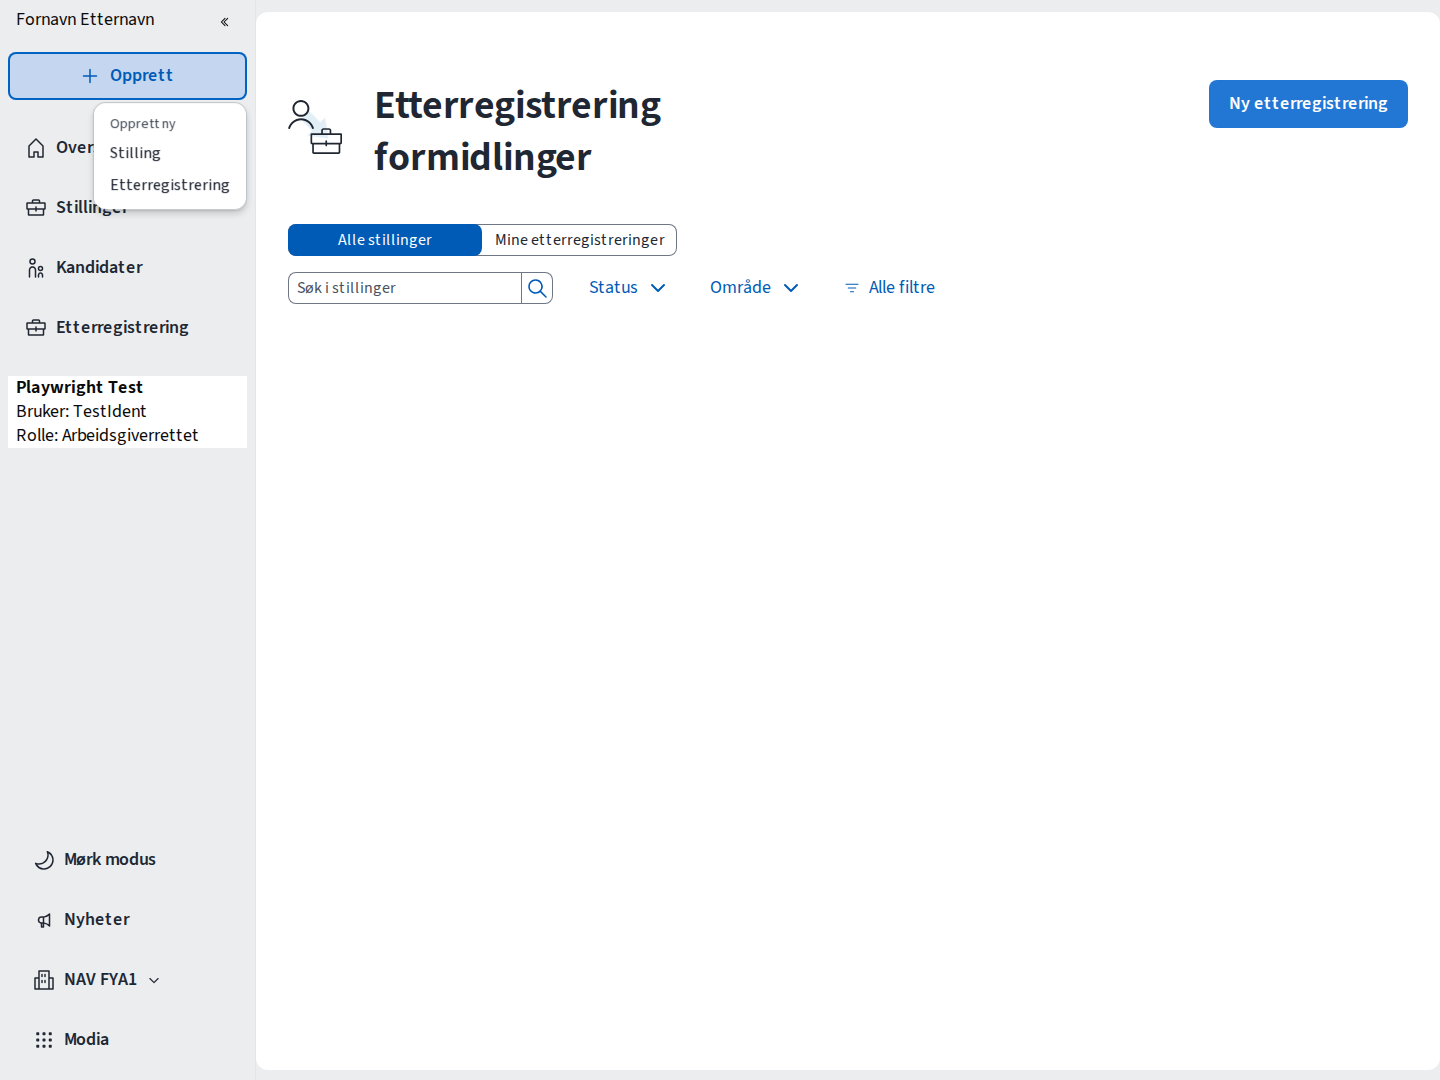 Fornavn Etternavn
Opprett
Opprett ny
Stilling
Etterregistrering
Over
Stillinger
Kandidater
Etterregistrering
Playwright Test
Bruker: TestIdent
Rolle: Arbeidsgiverrettet
Mørk modus
Nyheter
NAV FYA1
Modia
Etterregistrering
formidlinger
Ny etterregistrering
Alle stillinger
Mine etterregistreringer
Søk i stillinger
Status
Område
Alle filtre